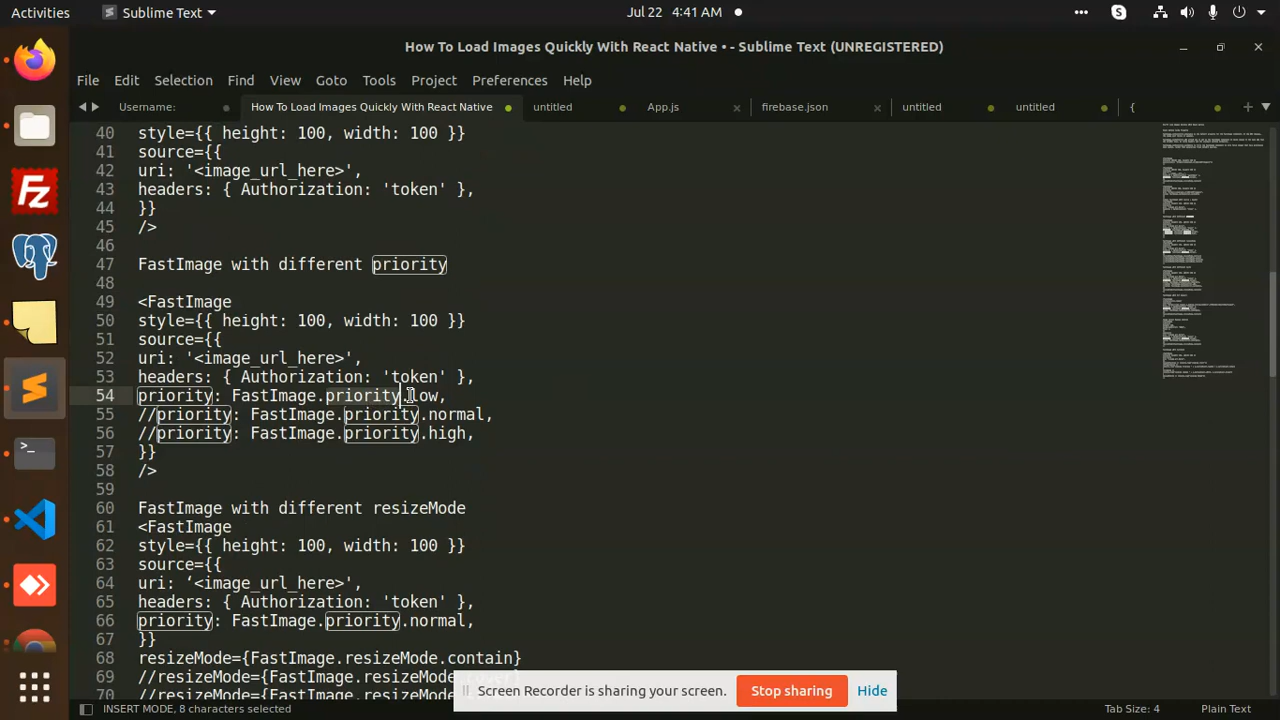 Activities Sublime Text Jul 22 4:41 AM
How To Load Images Quickly With React Native • - Sublime Text (UNREGISTERED)
File Edit Selection Find View Goto Tools Project Preferences Help
Username: How To Load Images Quickly With React Native untitled App.js firebase.json untitled untitled {
40 style={{ height: 100, width: 100 }}
41 source={{
42 uri: '<image_url_here>',
43 headers: { Authorization: 'token' },
44 }}
45 />
46
47 FastImage with different priority
48
49 <FastImage
50 style={{ height: 100, width: 100 }}
51 source={{
52 uri: '<image_url_here>',
53 headers: { Authorization: 'token' },
54 priority: FastImage.priority.low,
55 //priority: FastImage.priority.normal,
56 //priority: FastImage.priority.high,
57 }}
58 />
59
60 FastImage with different resizeMode
61 <FastImage
62 style={{ height: 100, width: 100 }}
63 source={{
64 uri: ‘<image_url_here>',
65 headers: { Authorization: 'token' },
66 priority: FastImage.priority.normal,
67 }}
68 resizeMode={FastImage.resizeMode.contain}
69 //resizeMode={FastImage.resizeMode.cover}
70 //resizeMode={FastImage.resizeMode
Screen Recorder is sharing your screen. Stop sharing Hide
INSERT MODE, 8 characters selected Tab Size: 4 Plain Text